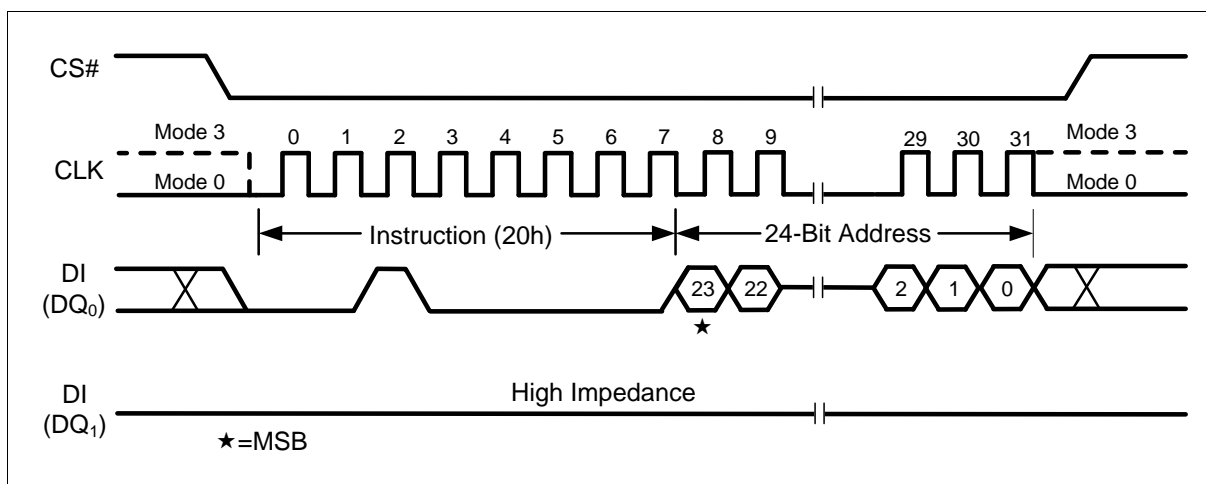 CS#
Mode 3
0 1 2 3 4 5 6 7 8 9 29 30 31
Mode 3
CLK
Mode 0
Mode 0
Instruction (20h)
24-Bit Address
DI
(DQ₀)
23 22 2 1 0
★
DI
(DQ₁)
High Impedance
★=MSB